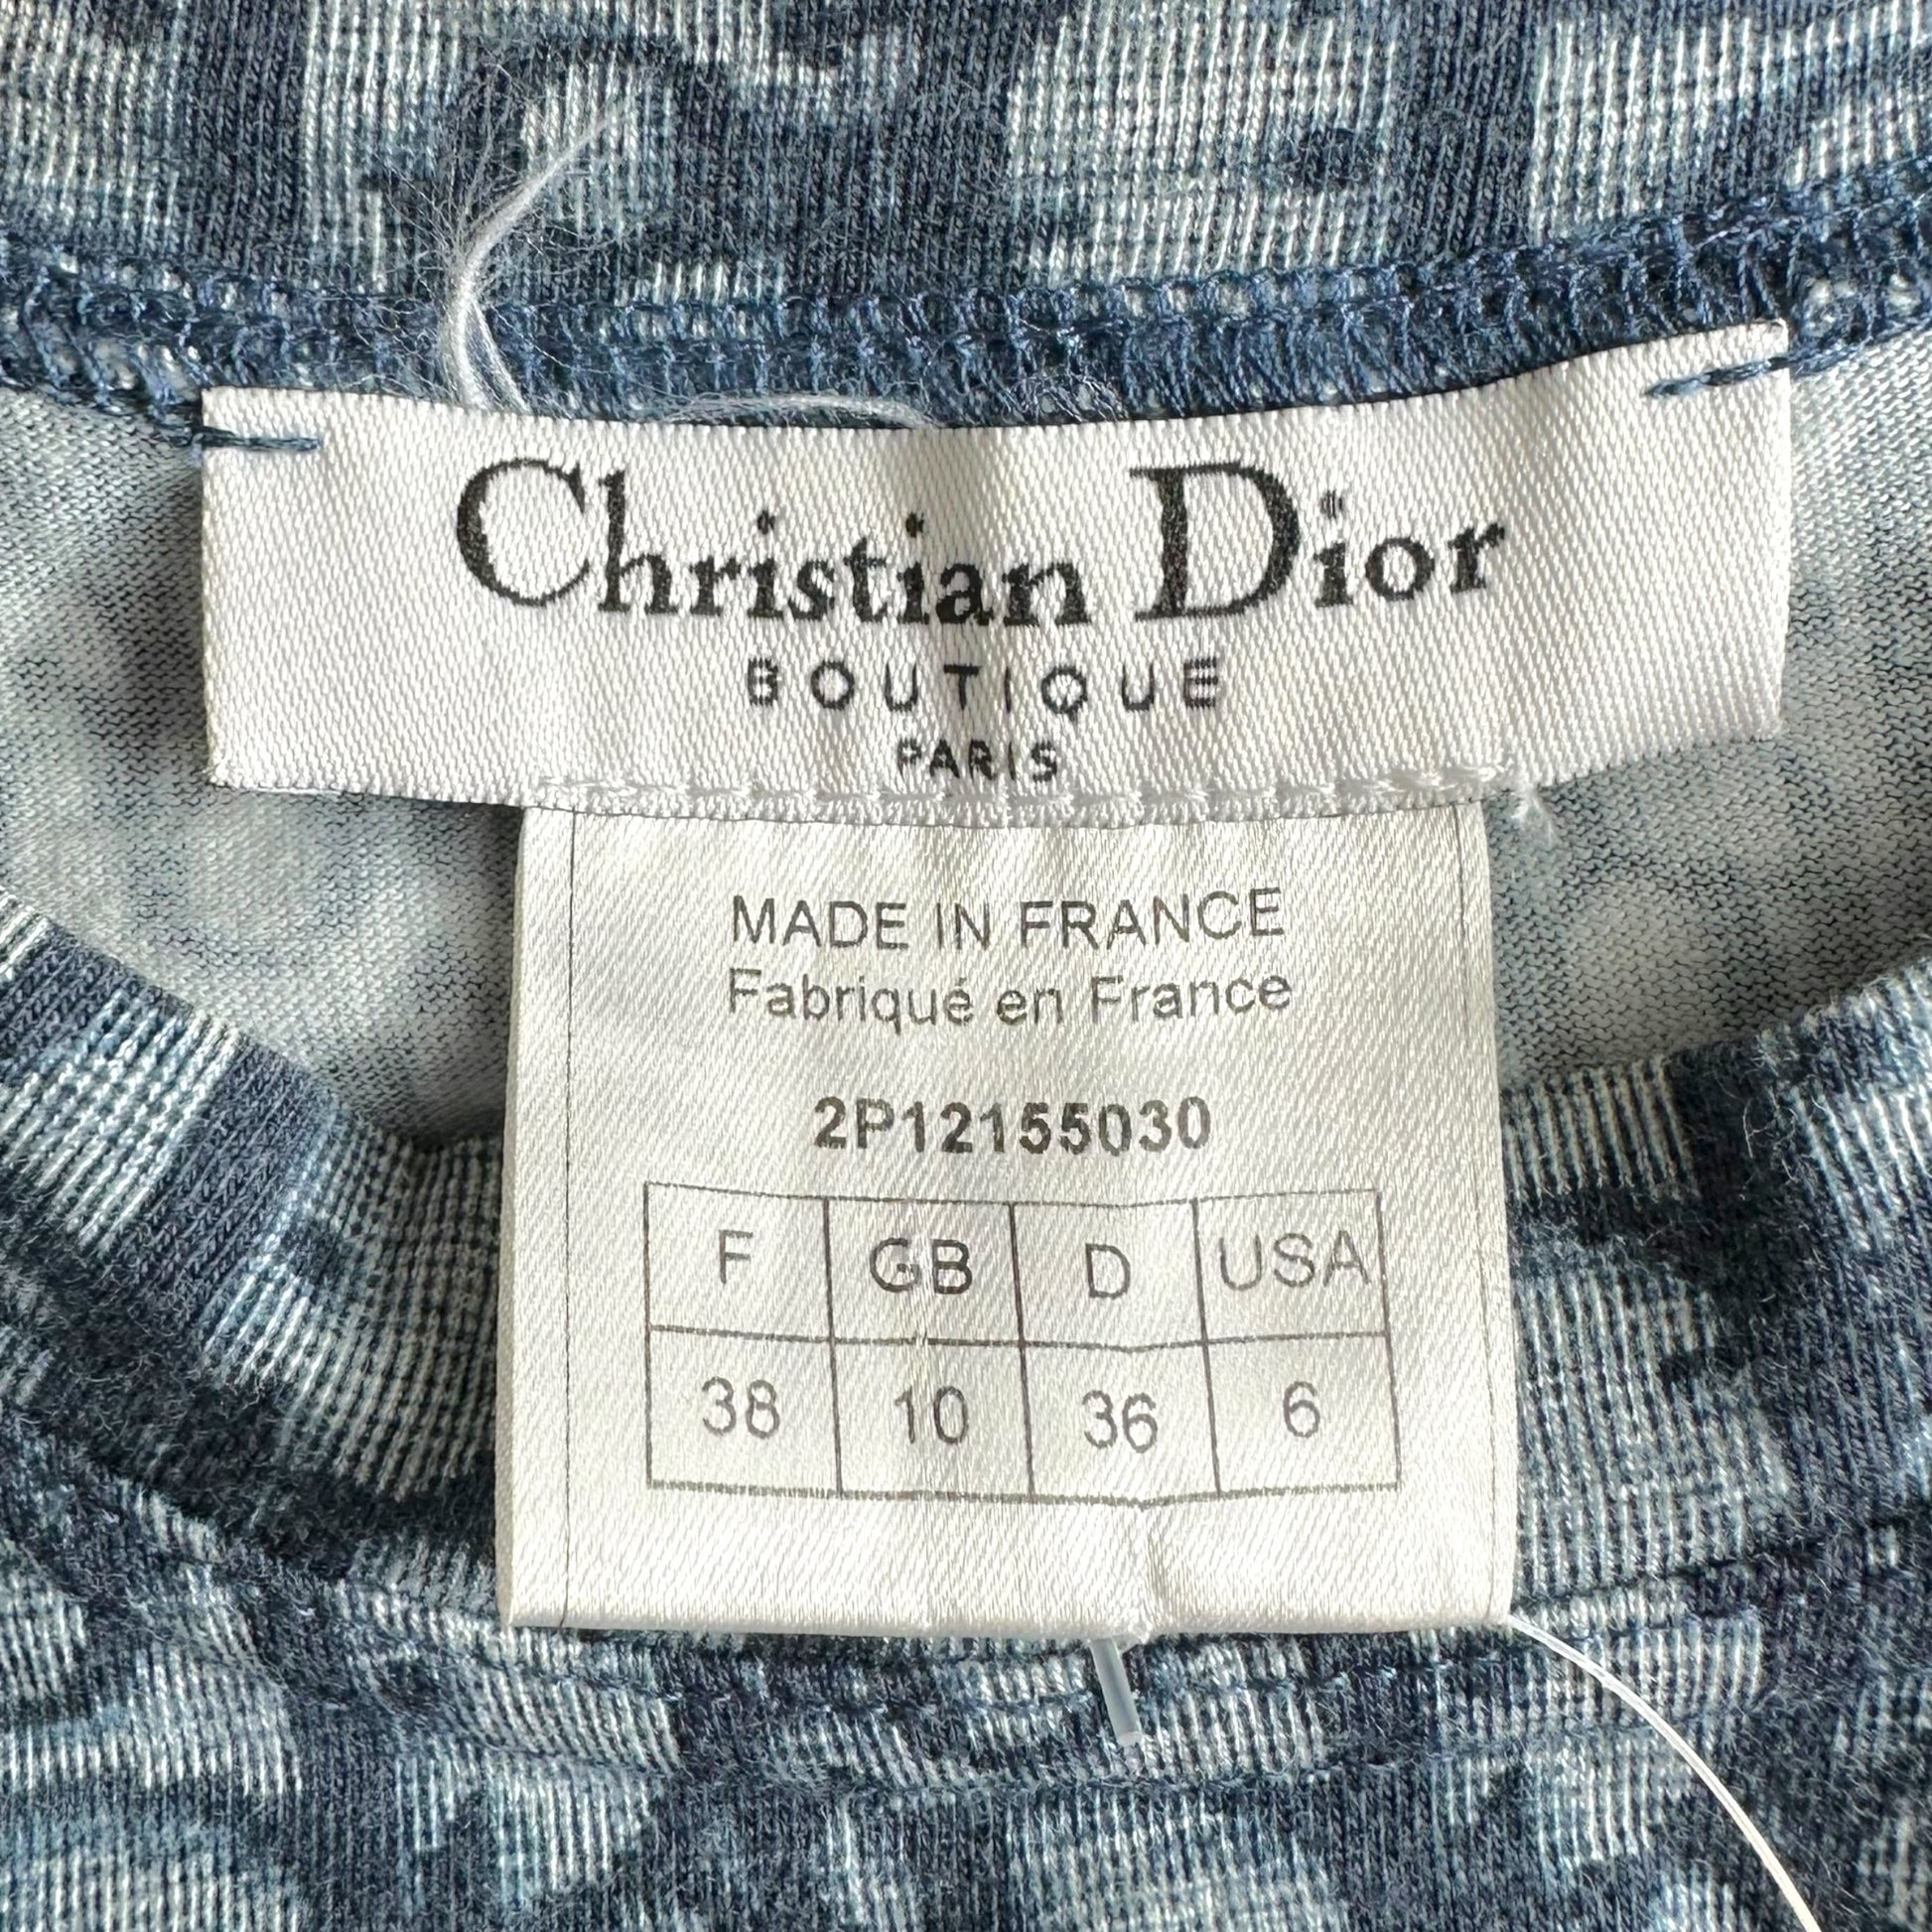 Christian Dior
BOUTIQUE
PARIS
MADE IN FRANCE
Fabriqué en France
2P12155030
F GB D USA
38 10 36 6